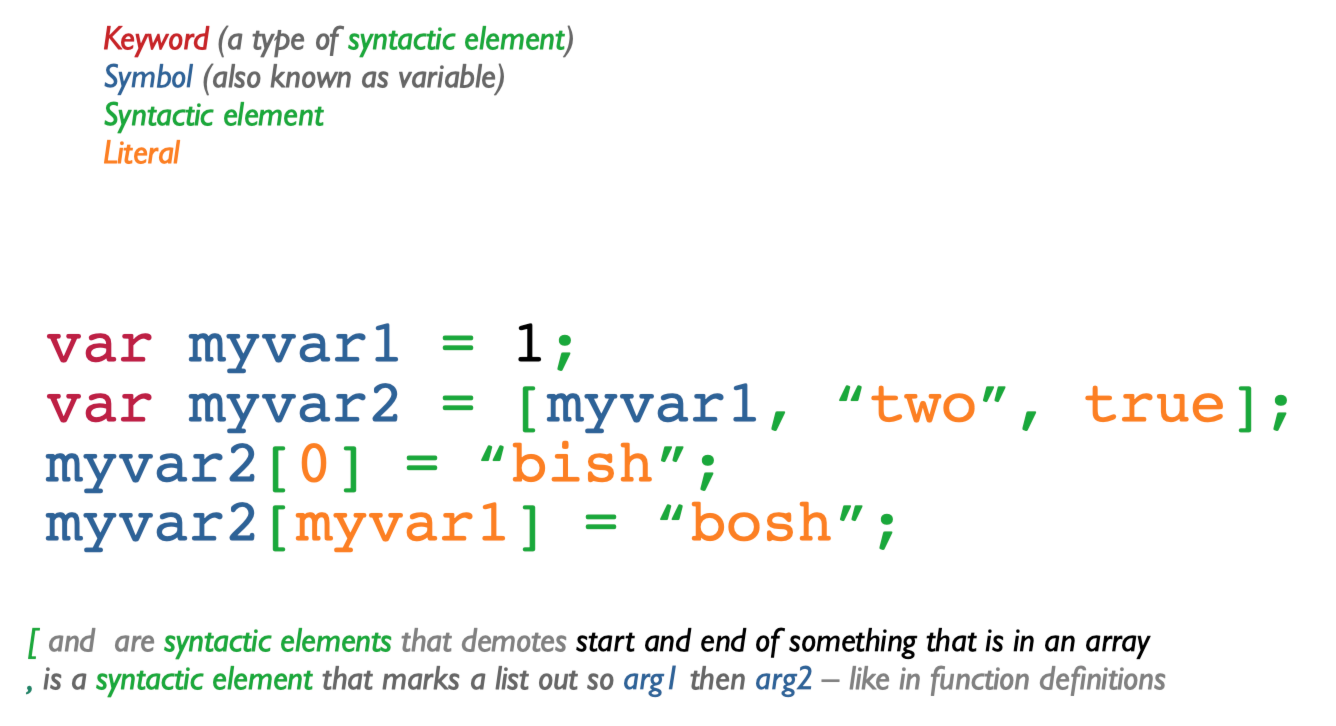 Keyword (a type of syntactic element)
Symbol (also known as variable)
Syntactic element
Literal
var myvar1 = 1;
var myvar2 = [myvar1, “two”, true];
myvar2[0] = “bish”;
myvar2[myvar1] = “bosh”;
[ and  are syntactic elements that demotes start and end of something that is in an array
, is a syntactic element that marks a list out so arg1 then arg2 – like in function definitions